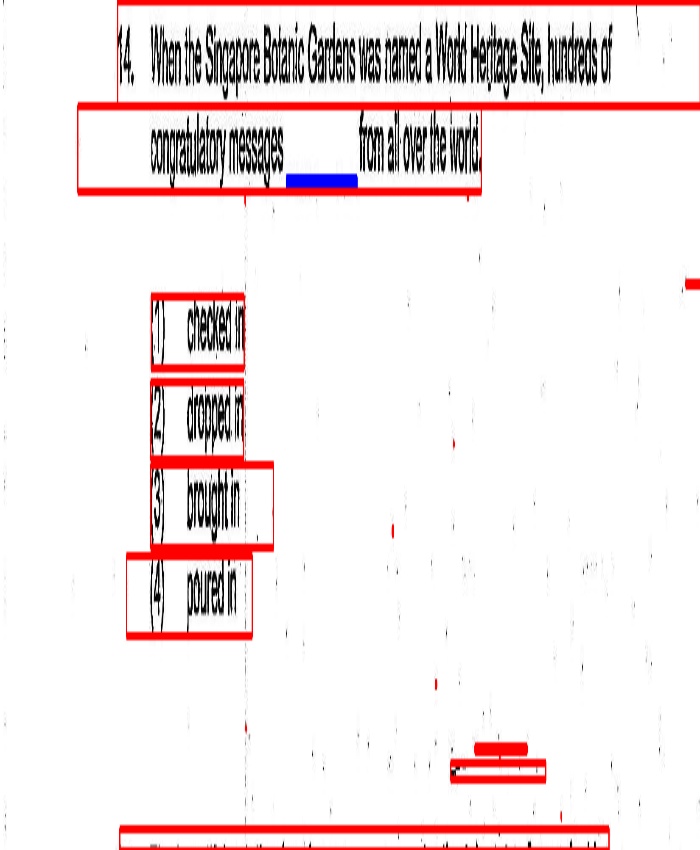 14. When the Singapore Botanic Gardens was named a World Heritage Site, hundreds of
congratulatory messages ______ from all over the world.
(1) checked in
(2) dropped in
(3) brought in
(4) poured in